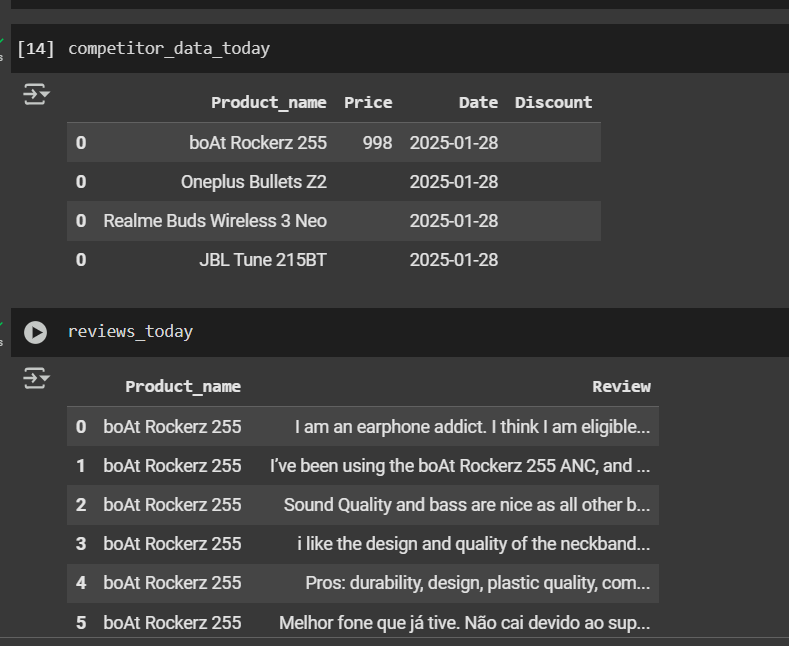 [14] competitor_data_today
Product_name Price Date Discount
0 boAt Rockerz 255 998 2025-01-28
0 Oneplus Bullets Z2 2025-01-28
0 Realme Buds Wireless 3 Neo 2025-01-28
0 JBL Tune 215BT 2025-01-28
reviews_today
Product_name Review
0 boAt Rockerz 255 I am an earphone addict. I think I am eligible...
1 boAt Rockerz 255 I’ve been using the boAt Rockerz 255 ANC, and ...
2 boAt Rockerz 255 Sound Quality and bass are nice as all other b...
3 boAt Rockerz 255 i like the design and quality of the neckband...
4 boAt Rockerz 255 Pros: durability, design, plastic quality, com...
5 boAt Rockerz 255 Melhor fone que já tive. Não cai devido ao sup...